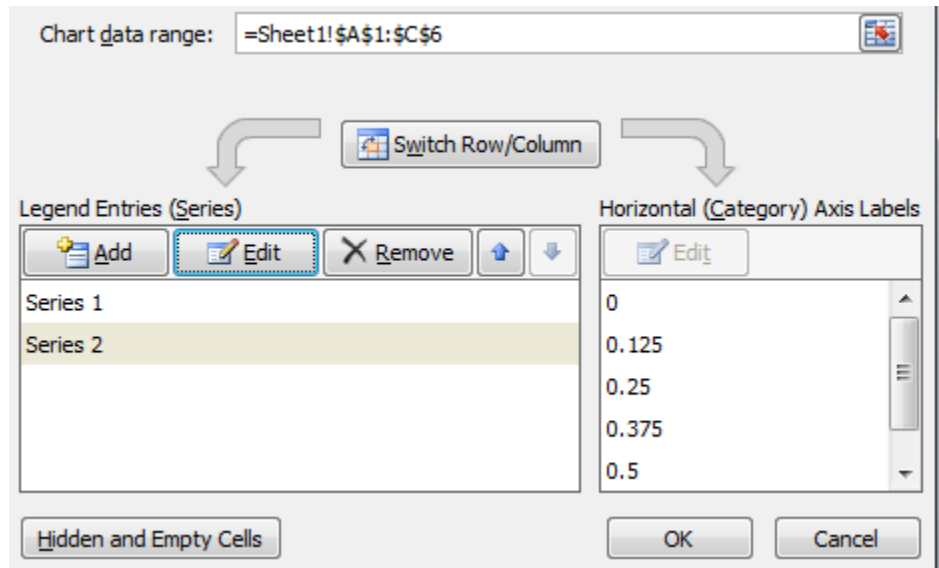 Chart data range: =Sheet1!$A$1:$C$6
Switch Row/Column
Legend Entries (Series)
Horizontal (Category) Axis Labels
Add Edit Remove
Edit
Series 1
Series 2
0
0.125
0.25
0.375
0.5
Hidden and Empty Cells
OK Cancel